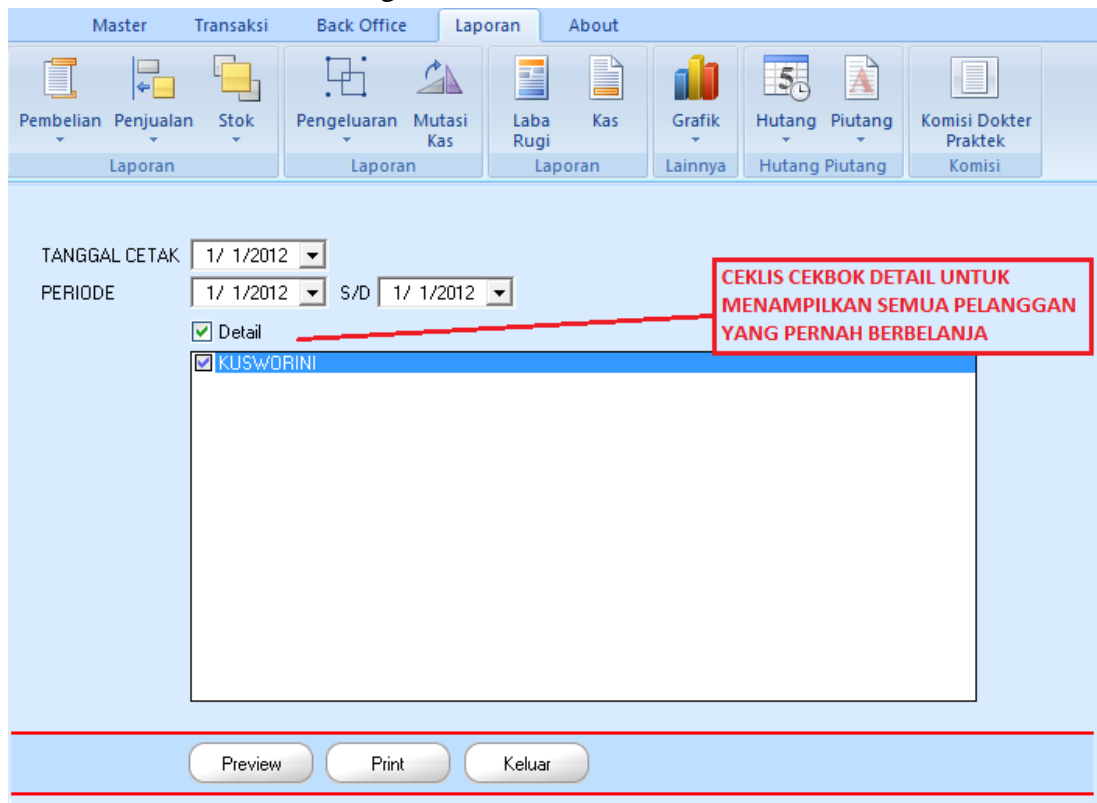 Master Transaksi Back Office Laporan About
Pembelian Penjualan Stok Pengeluaran Mutasi Kas Laba Rugi Kas Grafik Hutang Piutang Komisi Dokter Praktek
Laporan Laporan Laporan Lainnya Hutang Piutang Komisi
TANGGAL CETAK 1/ 1/2012
PERIODE 1/ 1/2012 S/D 1/ 1/2012
Detail
CEKLIS CEKBOK DETAIL UNTUK
MENAMPILKAN SEMUA PELANGGAN
YANG PERNAH BERBELANJA
KUSWORINI
Preview Print Keluar